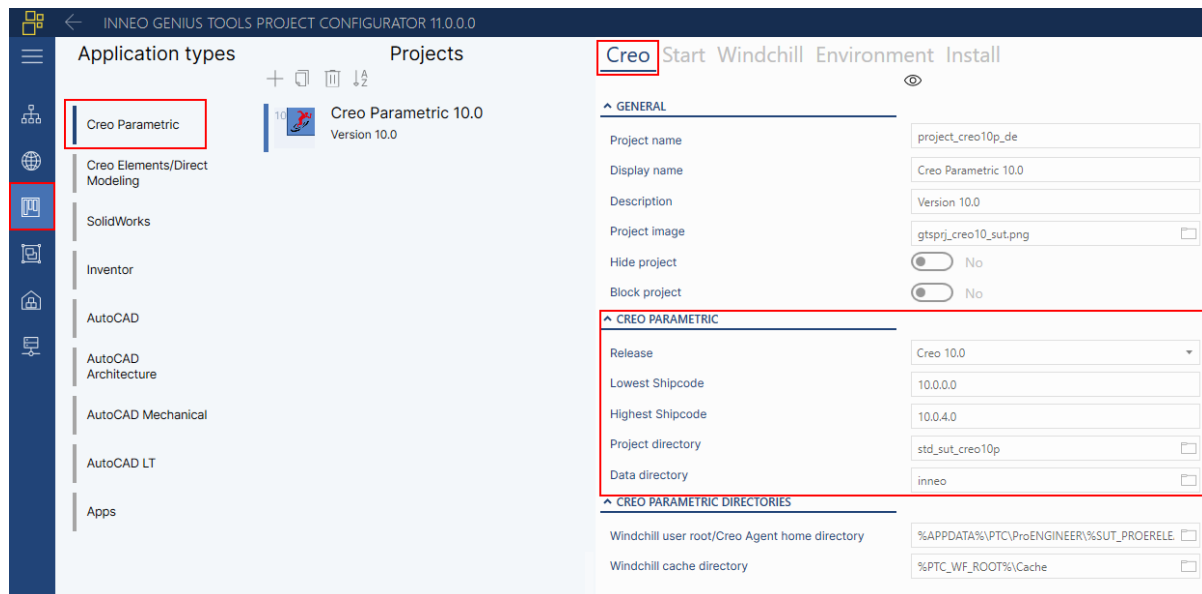 INNEO GENIUS TOOLS PROJECT CONFIGURATOR 11.0.0.0
Application types
Creo Parametric
Creo Elements/Direct
Modeling
SolidWorks
Inventor
AutoCAD
AutoCAD
Architecture
AutoCAD Mechanical
AutoCAD LT
Apps
Projects
10
Creo Parametric 10.0
Version 10.0
Creo Start Windchill Environment Install
GENERAL
Project name project_creo10p_de
Display name Creo Parametric 10.0
Description Version 10.0
Project image gtsprj_creo10_sut.png
Hide project No
Block project No
CREO PARAMETRIC
Release Creo 10.0
Lowest Shipcode 10.0.0.0
Highest Shipcode 10.0.4.0
Project directory std_sut_creo10p
Data directory inneo
CREO PARAMETRIC DIRECTORIES
Windchill user root/Creo Agent home directory %APPDATA%\PTC\ProENGINEER\%SUT_PROERELE.
Windchill cache directory %PTC_WF_ROOT%\Cache